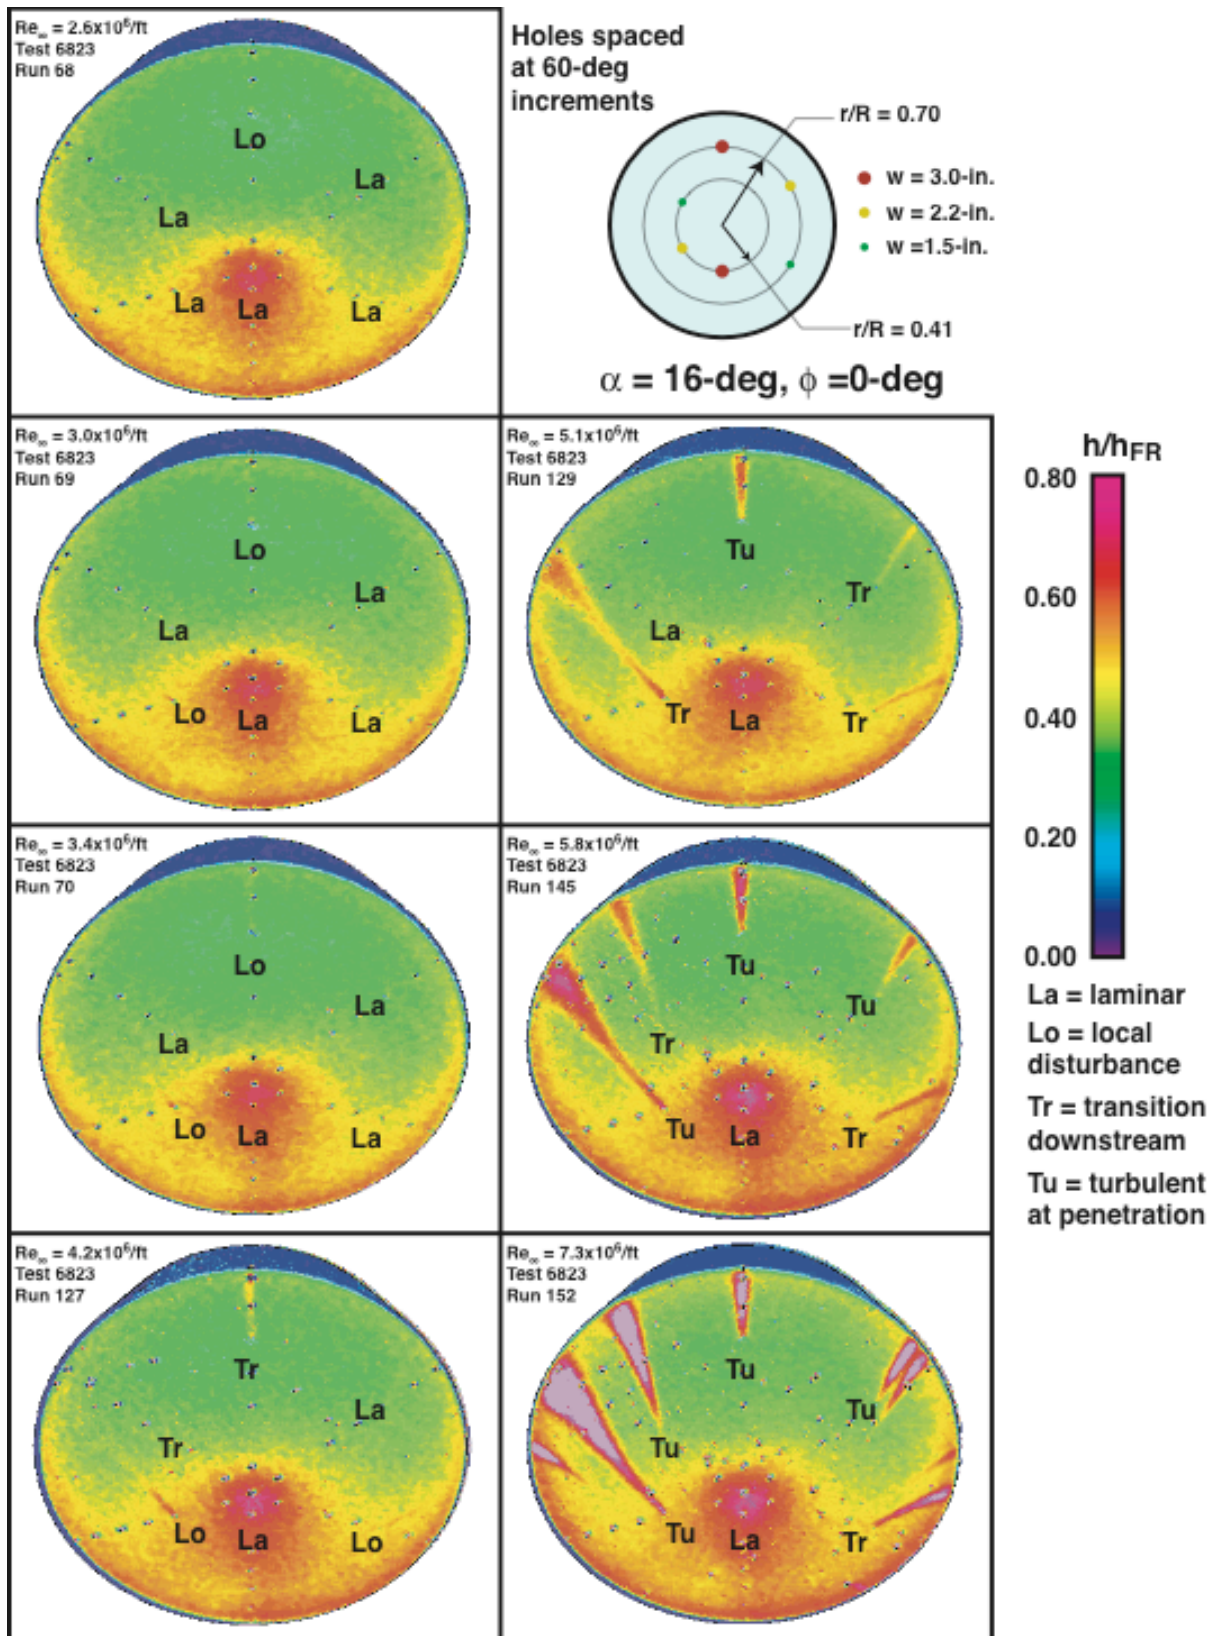 Re∞ = 2.6x10⁶/ft
Test 6823
Run 68
Lo
La
La
La
La
La
Holes spaced
at 60-deg
increments
r/R = 0.70
w = 3.0-in.
w = 2.2-in.
w =1.5-in.
r/R = 0.41
α = 16-deg, ϕ =0-deg
Re∞ = 3.0x10⁶/ft
Test 6823
Run 69
Lo
La
La
Lo
La
La
Re∞ = 5.1x10⁶/ft
Test 6823
Run 129
Tu
Tr
La
Tr
La
Tr
Re∞ = 3.4x10⁶/ft
Test 6823
Run 70
Lo
La
La
Lo
La
La
Re∞ = 5.8x10⁶/ft
Test 6823
Run 145
Tu
Tu
Tr
Tu
La
Tr
Re∞ = 4.2x10⁶/ft
Test 6823
Run 127
Tr
La
Tr
Lo
La
Lo
Re∞ = 7.3x10⁶/ft
Test 6823
Run 152
Tu
Tu
Tu
Tu
La
Tr
h/hFR
0.80
0.60
0.40
0.20
0.00
La = laminar
Lo = local
disturbance
Tr = transition
downstream
Tu = turbulent
at penetration